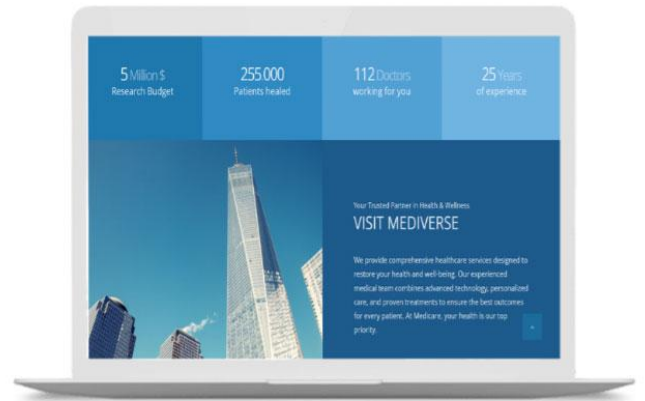 5 Million $
Research Budget
255.000
Patients healed
112 Doctors
working for you
25 Years
of experience
Your Trusted Partner in Health & Wellness
VISIT MEDIVERSE
We provide comprehensive healthcare services designed to
restore your health and well-being. Our experienced
medical team combines advanced technology, personalized
care, and proven treatments to ensure the best outcomes
for every patient. At Medicare, your health is our top
priority.